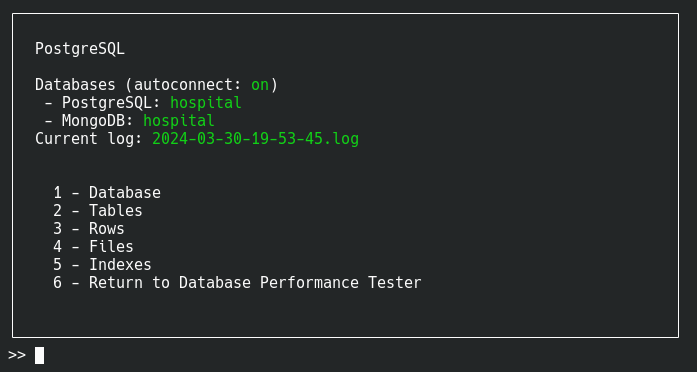 PostgreSQL
Databases (autoconnect: on)
- PostgreSQL: hospital
- MongoDB: hospital
Current log: 2024-03-30-19-53-45.log
1 - Database
2 - Tables
3 - Rows
4 - Files
5 - Indexes
6 - Return to Database Performance Tester
>>